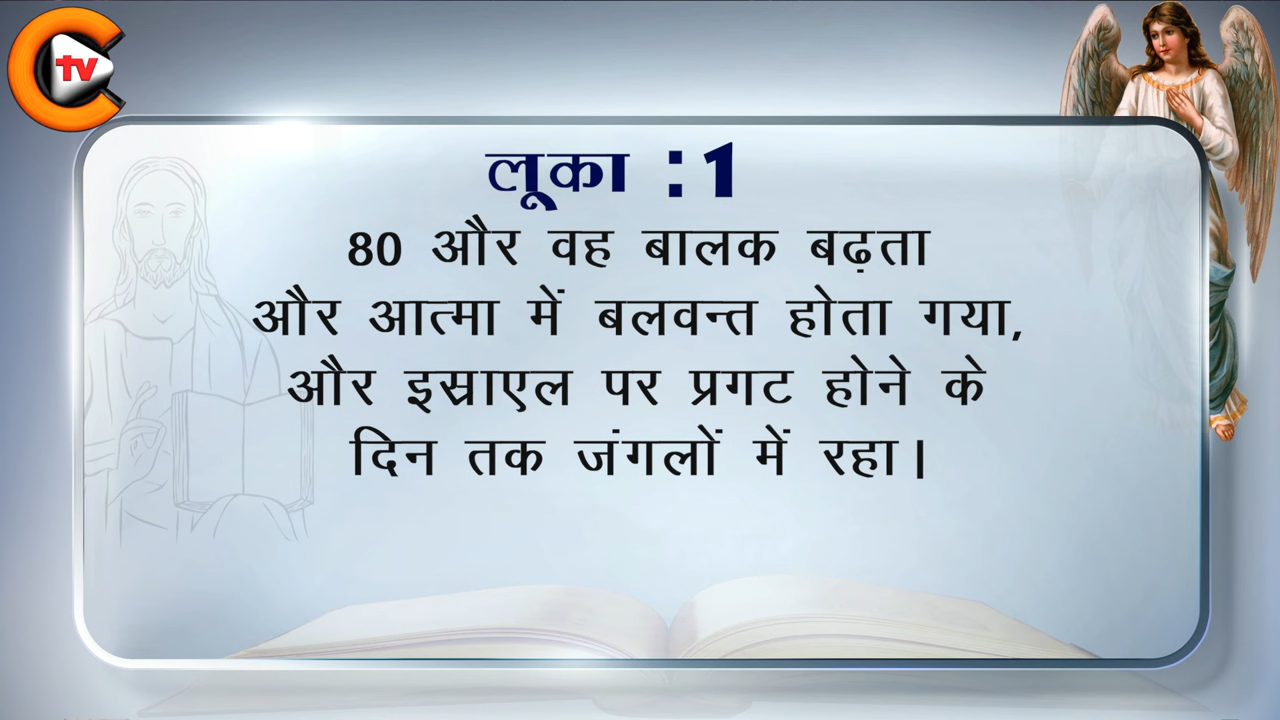 tv
लूका :1
80 और वह बालक बढ़ता
और आत्मा में बलवन्त होता गया,
और इस्राएल पर प्रगट होने के
दिन तक जंगलों में रहा।